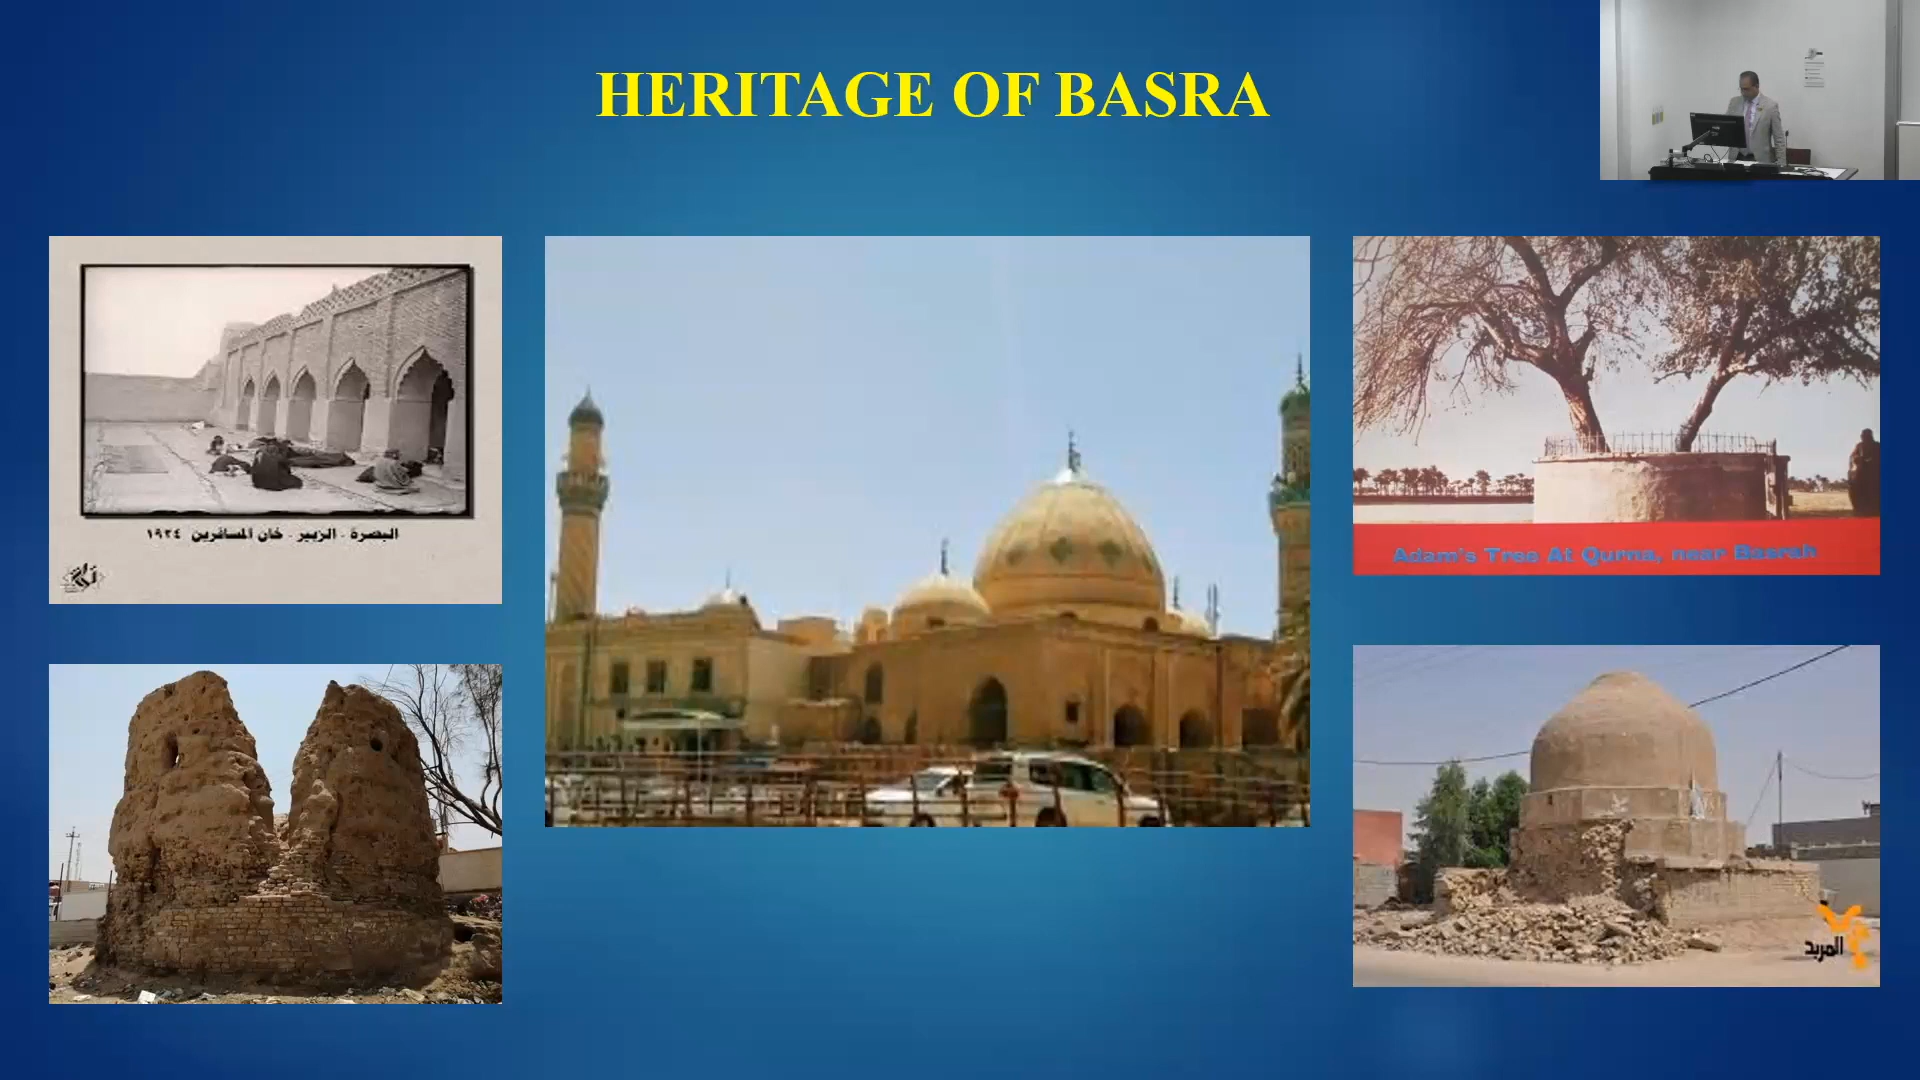 HERITAGE OF BASRA
البصرة - الزبير - خان المسافرين ١٩٣٤
Adam's Tree At Qurna, near Basrah
المربد